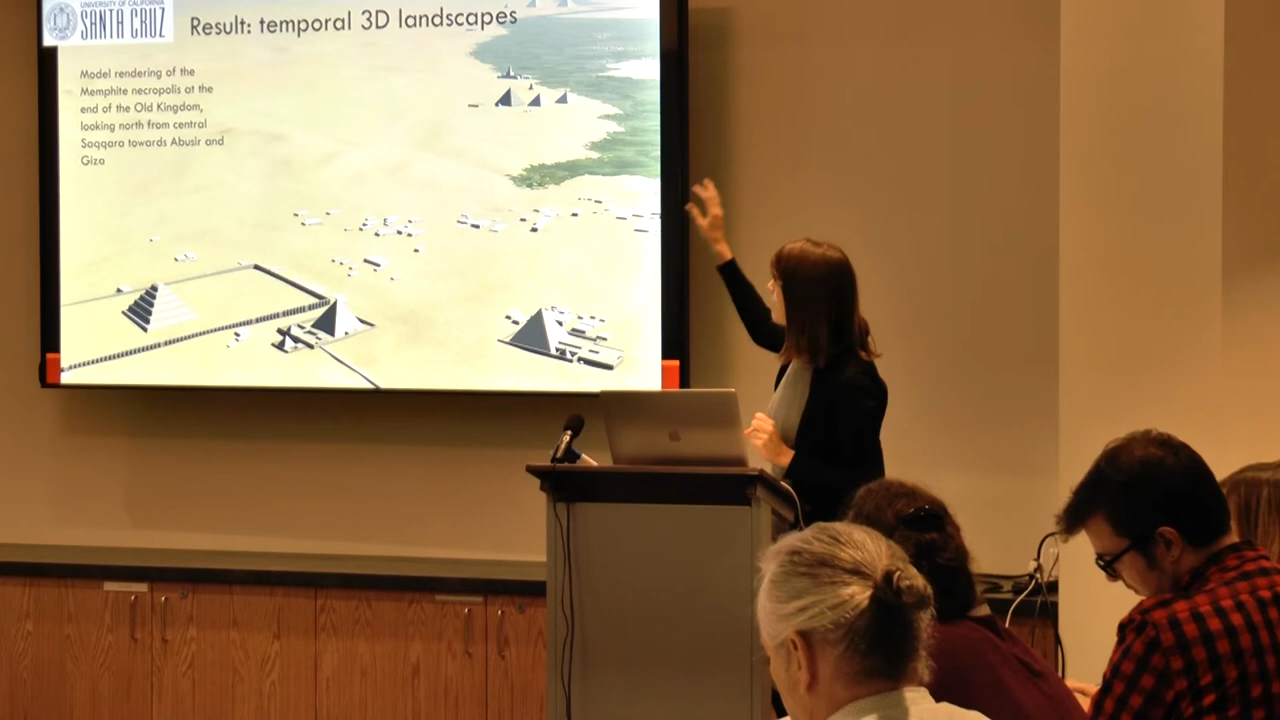 UNIVERSITY OF CALIFORNIA
SANTA CRUZ
Result: temporal 3D landscapes
Model rendering of the
Memphite necropolis at the
end of the Old Kingdom,
looking north from central
Saqqara towards Abusir and
Giza